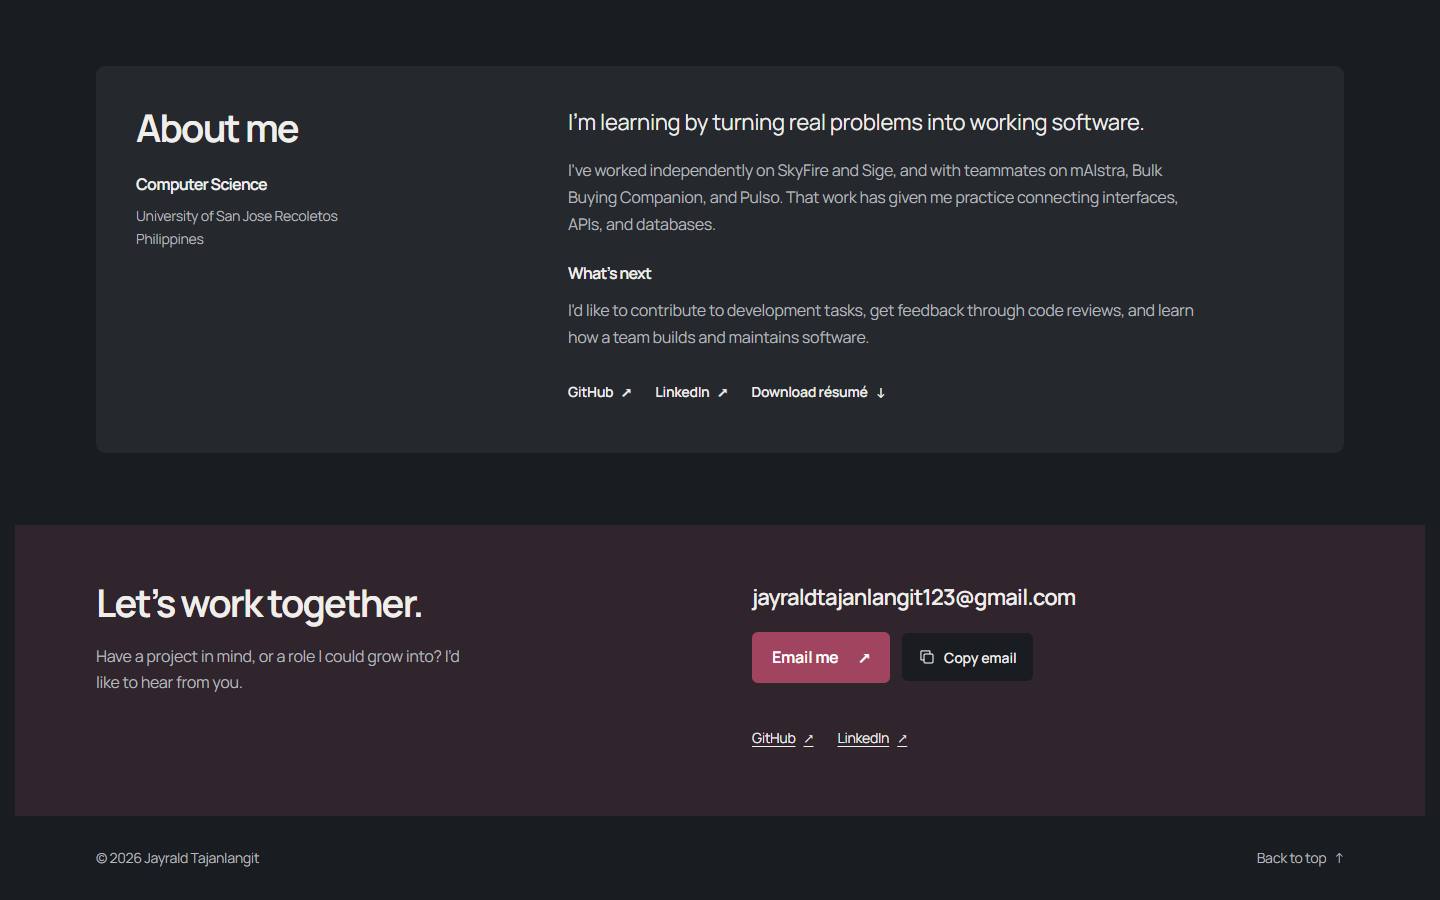 About me
Computer Science
University of San Jose Recoletos
Philippines
I’m learning by turning real problems into working software.
I’ve worked independently on SkyFire and Sige, and with teammates on mAIstra, Bulk
Buying Companion, and Pulso. That work has given me practice connecting interfaces,
APIs, and databases.
What’s next
I’d like to contribute to development tasks, get feedback through code reviews, and learn
how a team builds and maintains software.
GitHub ↗ LinkedIn ↗ Download résumé ↓
Let’s work together.
Have a project in mind, or a role I could grow into? I’d
like to hear from you.
jayraldtajanlangit123@gmail.com
Email me ↗ Copy email
GitHub ↗ LinkedIn ↗
© 2026 Jayrald Tajanlangit
Back to top ↑